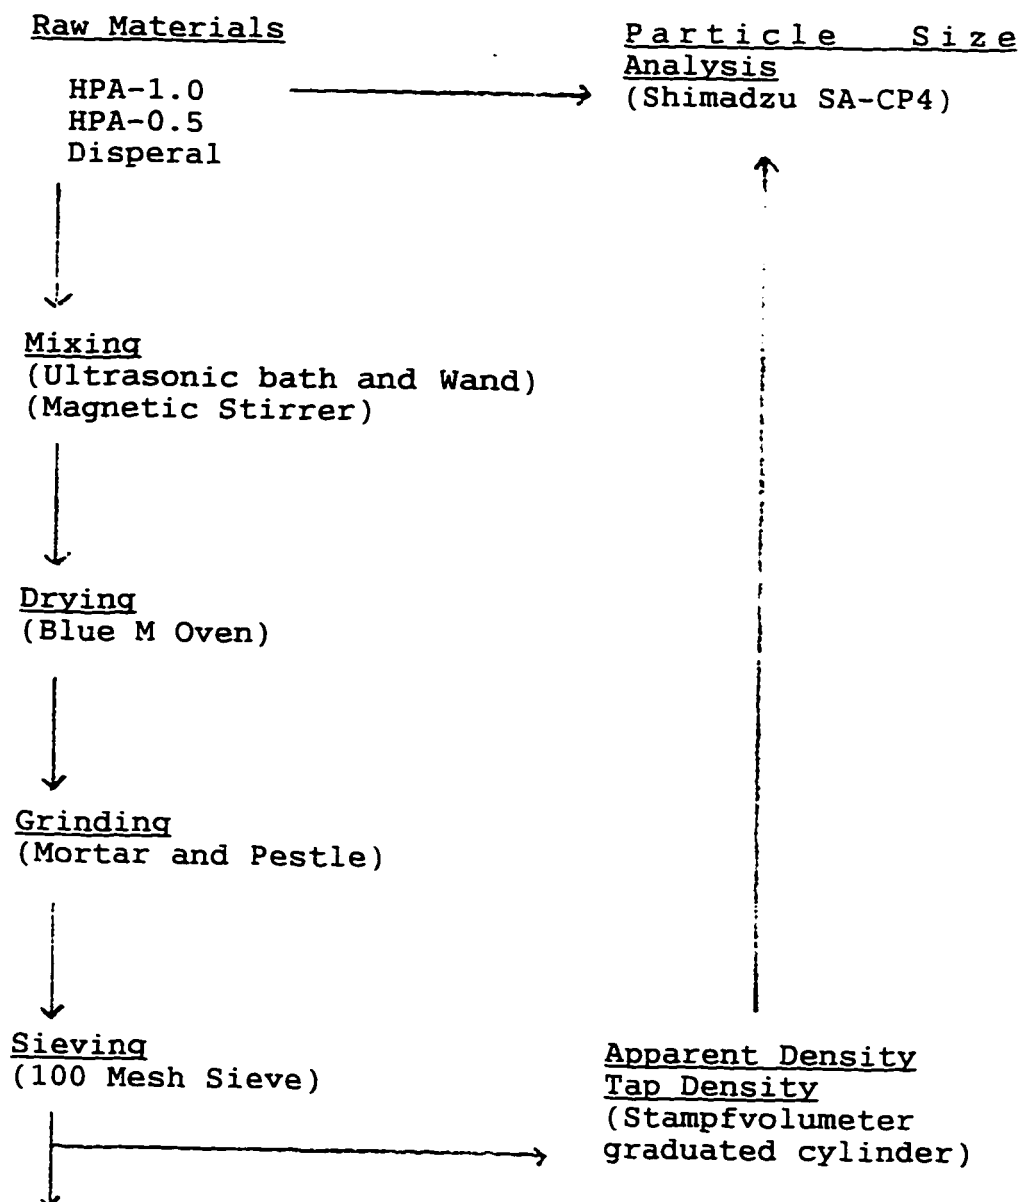 Raw Materials
HPA-1.0
HPA-0.5
Disperal
Particle Size
Analysis
(Shimadzu SA-CP4)
Mixing
(Ultrasonic bath and Wand)
(Magnetic Stirrer)
Drying
(Blue M Oven)
Grinding
(Mortar and Pestle)
Sieving
(100 Mesh Sieve)
Apparent Density
Tap Density
(Stampfvolumeter
graduated cylinder)